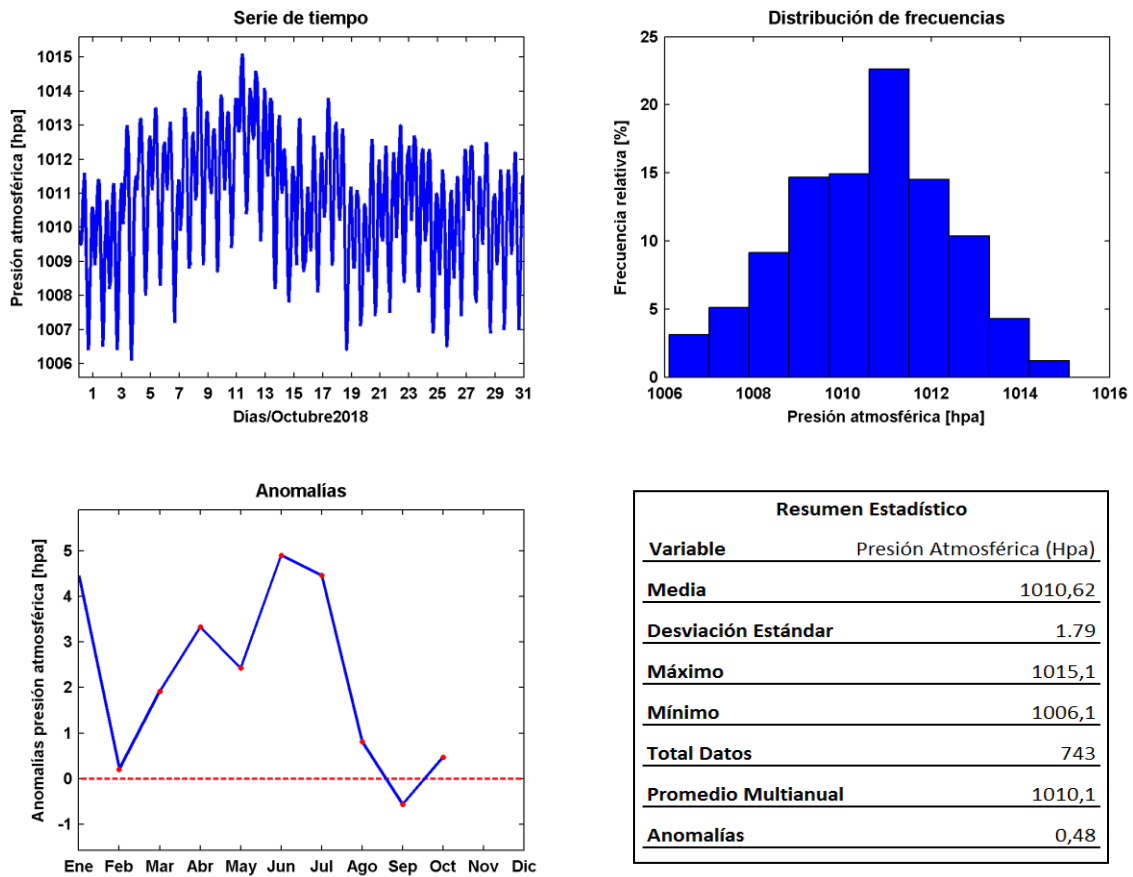 Serie de tiempo
Presión atmosférica [hpa]
1015
1014
1013
1012
1011
1010
1009
1008
1007
1006
1 3 5 7 9 11 13 15 17 19 21 23 25 27 29 31
Días/Octubre2018
Distribución de frecuencias
Frecuencia relativa [%]
25
20
15
10
5
0
1006 1008 1010 1012 1014 1016
Presión atmosférica [hpa]
Anomalías
Anomalías presión atmosférica [hpa]
5
4
3
2
1
0
-1
Ene Feb Mar Abr May Jun Jul Ago Sep Oct Nov Dic
Resumen Estadístico
Variable Presión Atmosférica (Hpa)
Media 1010,62
Desviación Estándar 1.79
Máximo 1015,1
Mínimo 1006,1
Total Datos 743
Promedio Multianual 1010,1
Anomalías 0,48